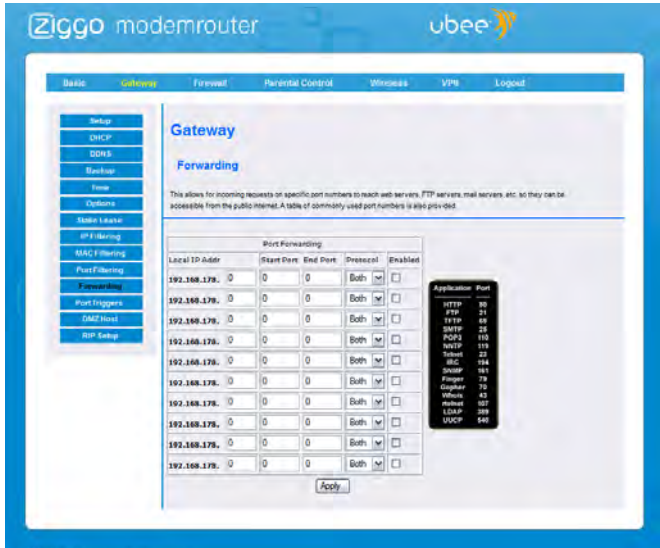 Ziggo modemrouter ubee
Basic Gateway Firewall Parental Control Wireless VPN Logout
Setup
DHCP
DDNS
Backup
Time
Options
Static Lease
IP Filtering
MAC Filtering
Port Filtering
Forwarding
Port Triggers
DMZ Host
RIP Setup
Gateway
Forwarding
This allows for incoming requests on specific port numbers to reach web servers, FTP servers, mail servers, etc. so they can be
accessible from the public internet. A table of commonly used port numbers is also provided.
Port Forwarding
Local IP Addr Start Port End Port Protocol Enabled
192.168.178. 0 0 0 Both
192.168.178. 0 0 0 Both
192.168.178. 0 0 0 Both
192.168.178. 0 0 0 Both
192.168.178. 0 0 0 Both
192.168.178. 0 0 0 Both
192.168.178. 0 0 0 Both
192.168.178. 0 0 0 Both
192.168.178. 0 0 0 Both
192.168.178. 0 0 0 Both
Apply
Application Port
HTTP 80
FTP 21
TFTP 69
SMTP 25
POP3 110
NNTP 119
Telnet 23
IRC 194
SNMP 161
Finger 79
Gopher 70
Whois 43
rtelnet 107
LDAP 389
UUCP 540